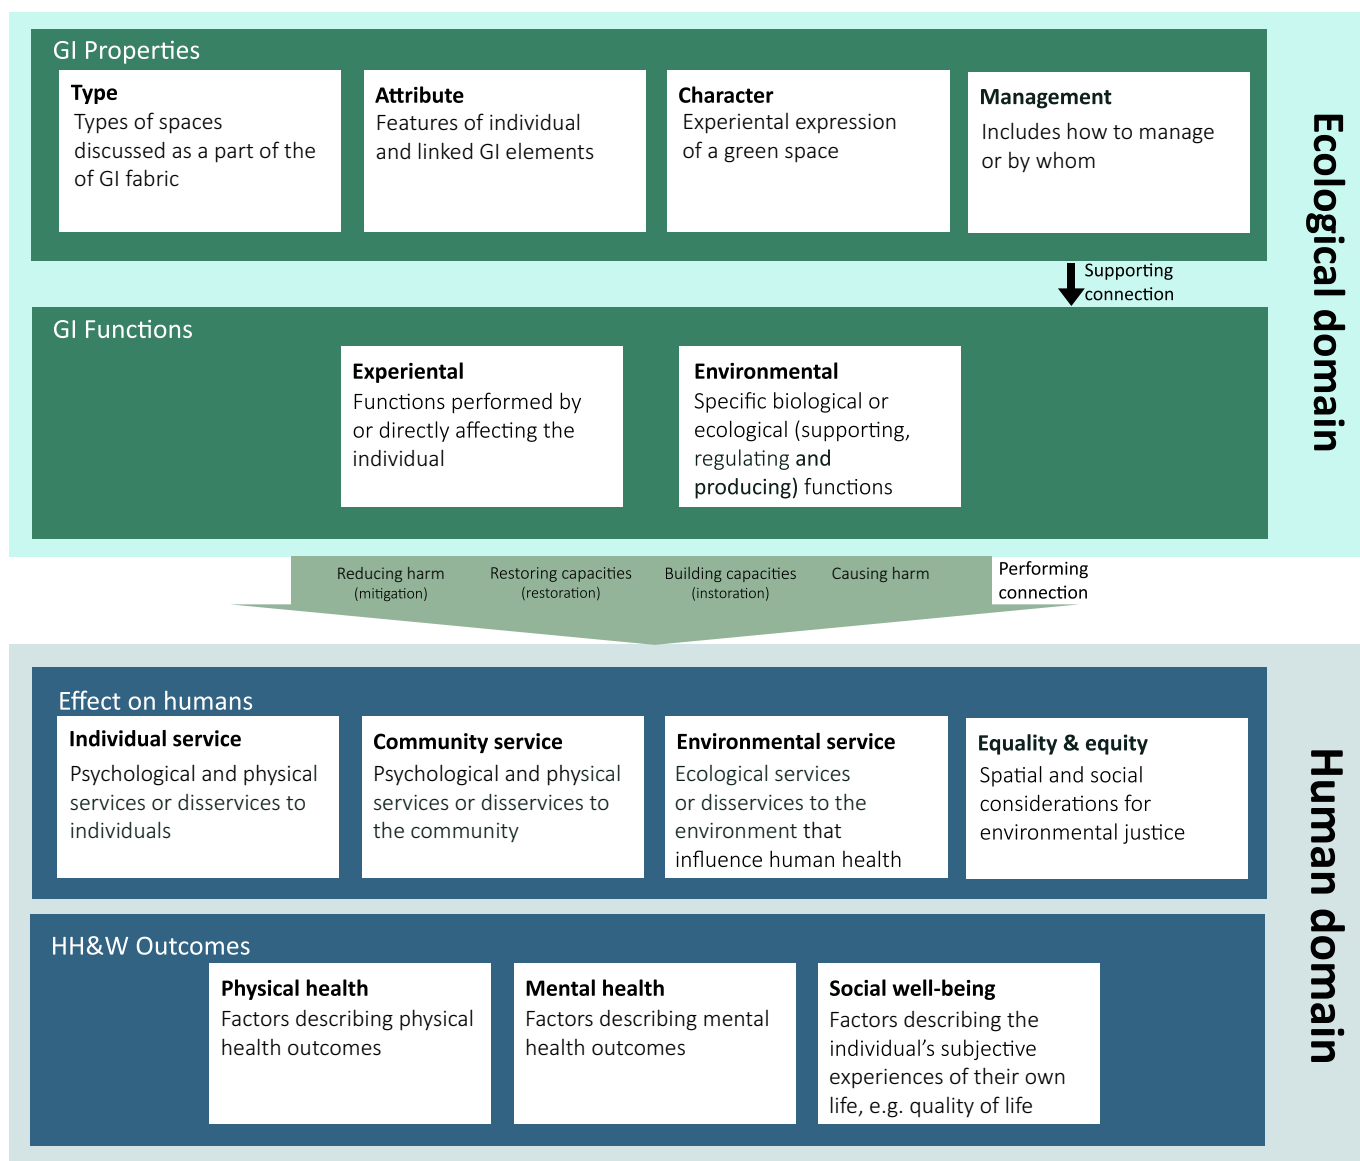 GI Properties
Type
Types of spaces
discussed as a part of the
of GI fabric
Attribute
Features of individual
and linked GI elements
Character
Experiental expression
of a green space
Management
Includes how to manage
or by whom
Ecological domain
Supporting
connection
GI Functions
Experiental
Functions performed by
or directly affecting the
individual
Environmental
Specific biological or
ecological (supporting,
regulating and
producing) functions
Reducing harm
(mitigation)
Restoring capacities
(restoration)
Building capacities
(instoration)
Causing harm
Performing
connection
Effect on humans
Individual service
Psychological and physical
services or disservices to
individuals
Community service
Psychological and physical
services or disservices to
the community
Environmental service
Ecological services
or disservices to the
environment that
influence human health
Equality & equity
Spatial and social
considerations for
environmental justice
Human domain
HH&W Outcomes
Physical health
Factors describing physical
health outcomes
Mental health
Factors describing mental
health outcomes
Social well-being
Factors describing the
individual's subjective
experiences of their own
life, e.g. quality of life